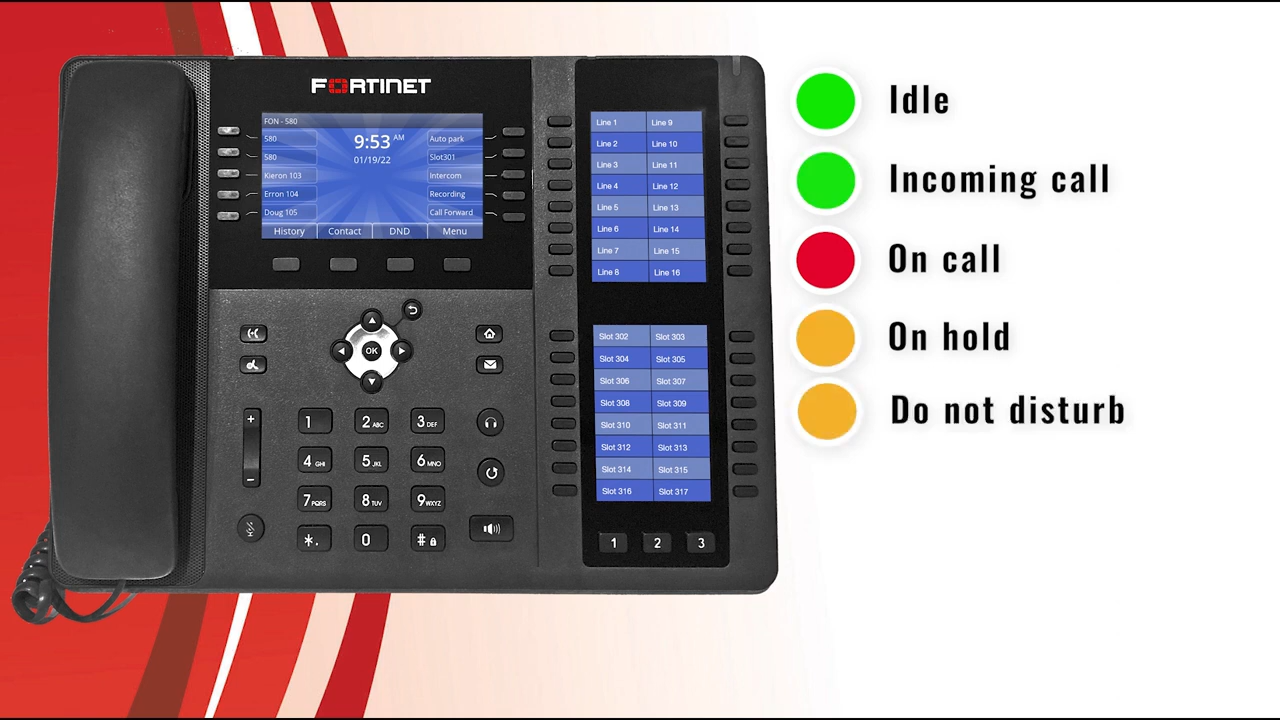 FORTINET
FON - 580
580
580
Kieron 103
Erron 104
Doug 105
9:53 AM
01/19/22
Auto park
Slot301
Intercom
Recording
Call Forward
History Contact DND Menu
OK
1 2 ABC 3 DEF
4 GHI 5 JKL 6 MNO
7 PQRS 8 TUV 9 WXYZ
*. 0 #
+
-
Line 1 Line 9
Line 2 Line 10
Line 3 Line 11
Line 4 Line 12
Line 5 Line 13
Line 6 Line 14
Line 7 Line 15
Line 8 Line 16
Slot 302 Slot 303
Slot 304 Slot 305
Slot 306 Slot 307
Slot 308 Slot 309
Slot 310 Slot 311
Slot 312 Slot 313
Slot 314 Slot 315
Slot 316 Slot 317
1 2 3
Idle
Incoming call
On call
On hold
Do not disturb